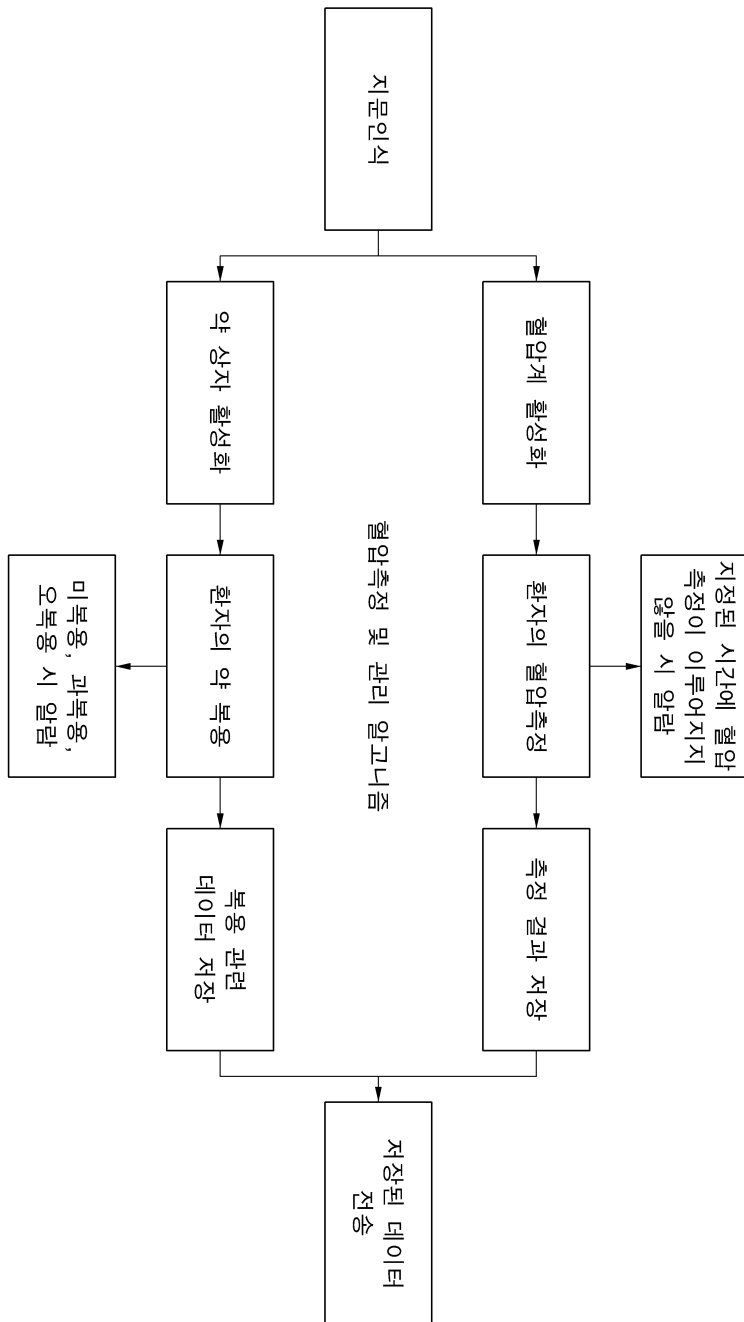 지문인식
지정된 시간에 혈압
측정이 이루어지지
않을 시 알람
혈압계 활성화
환자의 혈압측정
측정 결과 저장
혈압측정 및 관리 알고니즘
약 상자 활성화
환자의 약 복용
복용 관련
데이터 저장
미복용, 과복용,
오복용 시 알람
저장된 데이터
전송